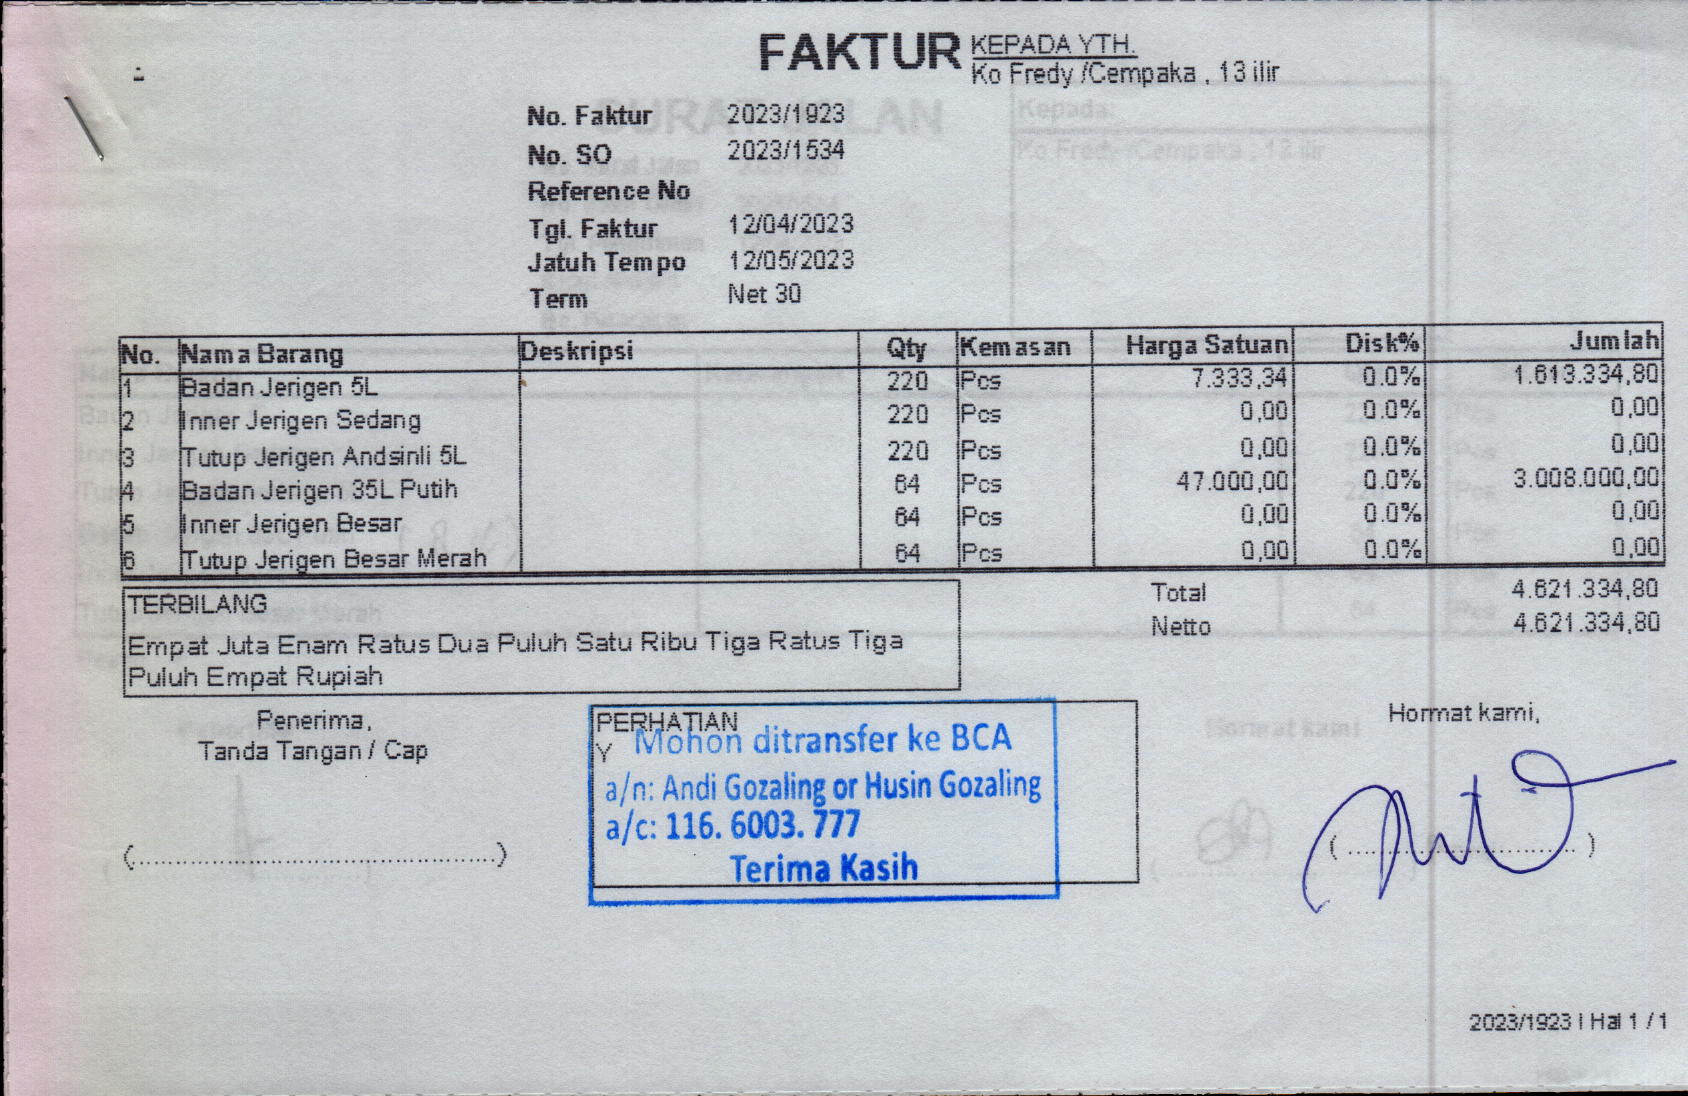 FAKTUR
KEPADA YTH.
Ko Fredy /Cempaka , 13 ilir
No. Faktur 2023/1923
No. SO 2023/1534
Reference No
Tgl. Faktur 12/04/2023
Jatuh Tempo 12/05/2023
Term Net 30
No. Nama Barang Deskripsi Qty Kemasan Harga Satuan Disk% Jumlah
1 Badan Jerigen 5L 220 Pcs 7.333,34 0.0% 1.613.334,80
2 Inner Jerigen Sedang 220 Pcs 0,00 0.0% 0,00
3 Tutup Jerigen Andsinli 5L 220 Pcs 0,00 0.0% 0,00
4 Badan Jerigen 35L Putih 64 Pcs 47.000,00 0.0% 3.008.000,00
5 Inner Jerigen Besar 64 Pcs 0,00 0.0% 0,00
6 Tutup Jerigen Besar Merah 64 Pcs 0,00 0.0% 0,00
Total 4.621.334,80
Netto 4.621.334,80
TERBILANG
Empat Juta Enam Ratus Dua Puluh Satu Ribu Tiga Ratus Tiga
Puluh Empat Rupiah
Penerima,
Tanda Tangan / Cap
PERHATIAN
Y
Mohon ditransfer ke BCA
a/n: Andi Gozaling or Husin Gozaling
a/c: 116. 6003. 777
Terima Kasih
Hormat kami,
2023/1923 | Hal 1 / 1